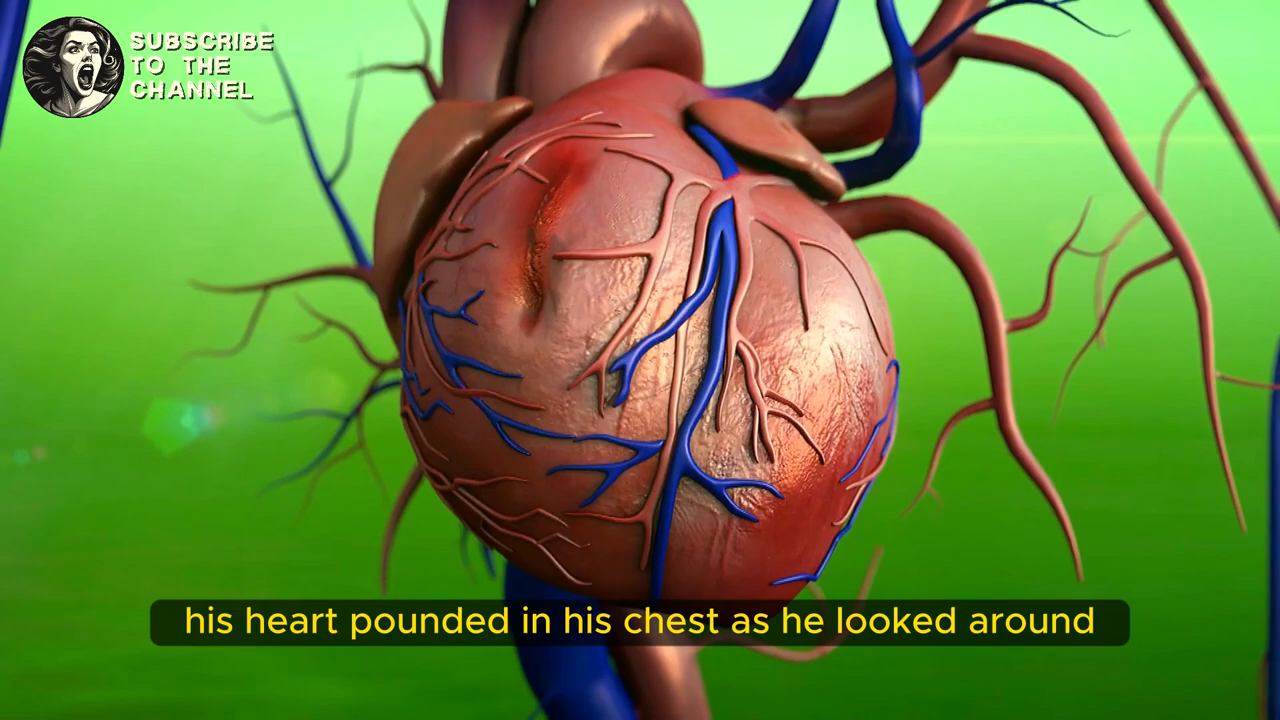 SUBSCRIBE
TO THE
CHANNEL
his heart pounded in his chest as he looked around